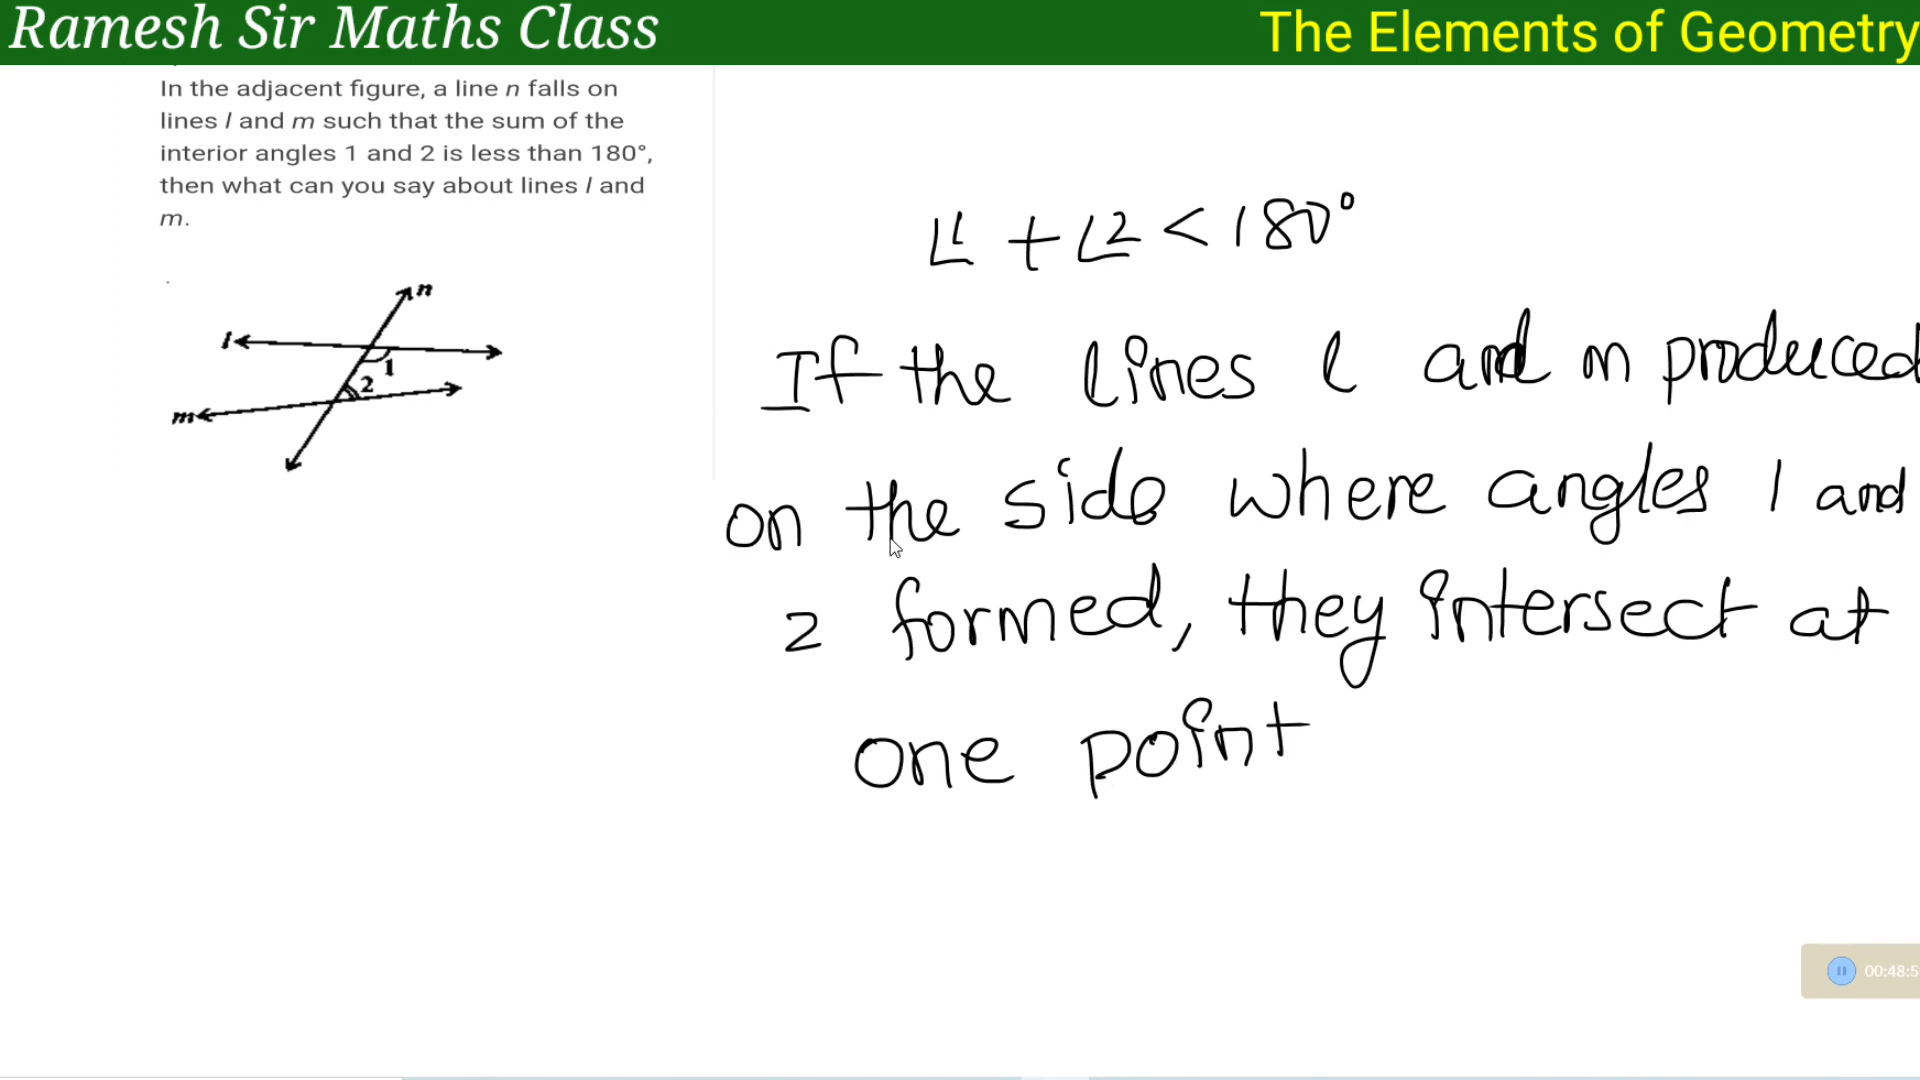 Ramesh Sir Maths Class
The Elements of Geometry
In the adjacent figure, a line n falls on
lines l and m such that the sum of the
interior angles 1 and 2 is less than 180°,
then what can you say about lines l and
m.
n
l
1
2
m
∠1 + ∠2 < 180°
If the lines l and m produced
on the side where angles 1 and
2 formed, they intersect at
one point
00:48:5